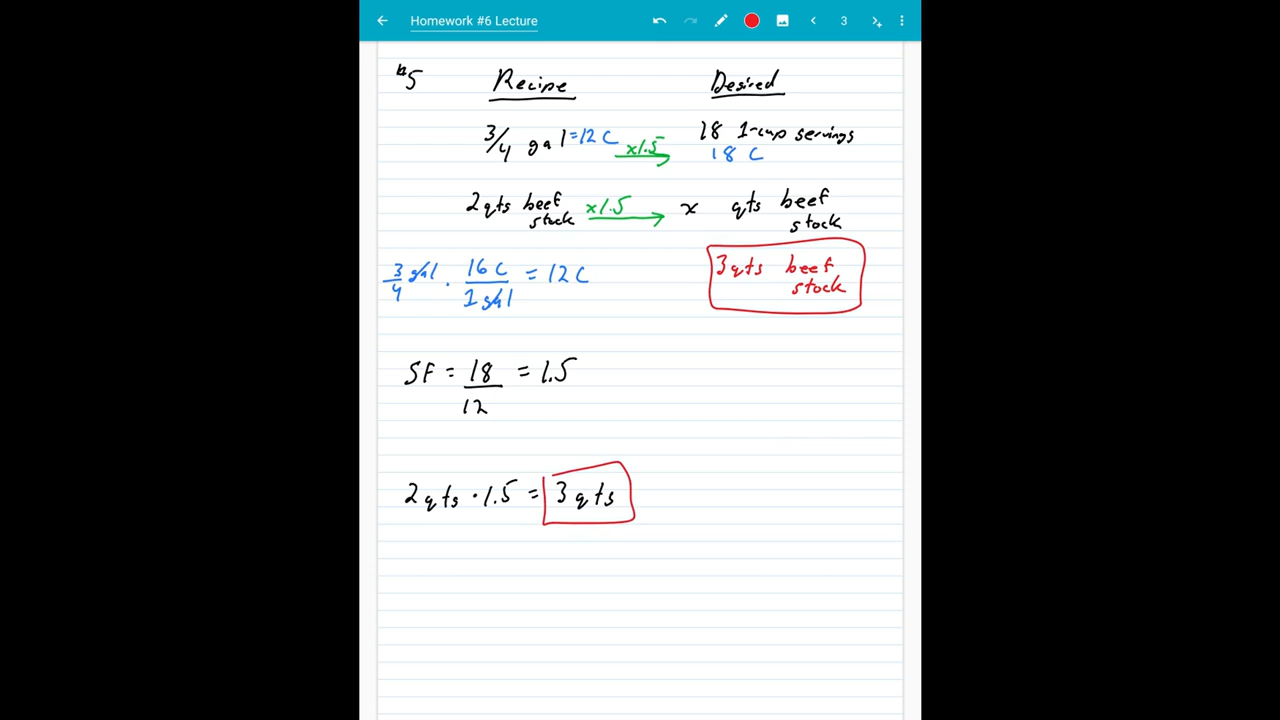 Homework #6 Lecture
3
#5 Recipe Desired
3/4 gal = 12 C x1.5 18 1-cup servings
18 C
2 qts beef stock x1.5 x qts beef stock
3/4 gal · 16 C / 1 gal = 12 C
3 qts beef stock
SF = 18/12 = 1.5
2 qts · 1.5 = 3 qts